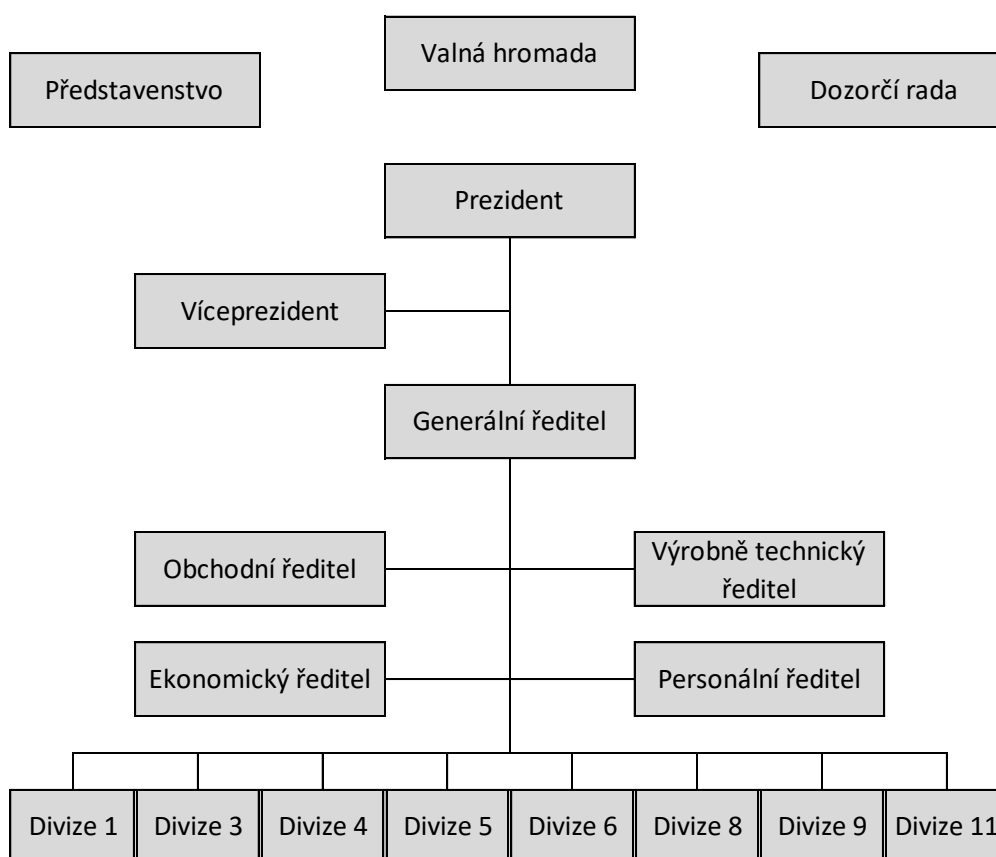 Valná hromada
Představenstvo
Dozorčí rada
Prezident
Víceprezident
Generální ředitel
Obchodní ředitel
Výrobně technický
ředitel
Ekonomický ředitel
Personální ředitel
Divize 1
Divize 3
Divize 4
Divize 5
Divize 6
Divize 8
Divize 9
Divize 11